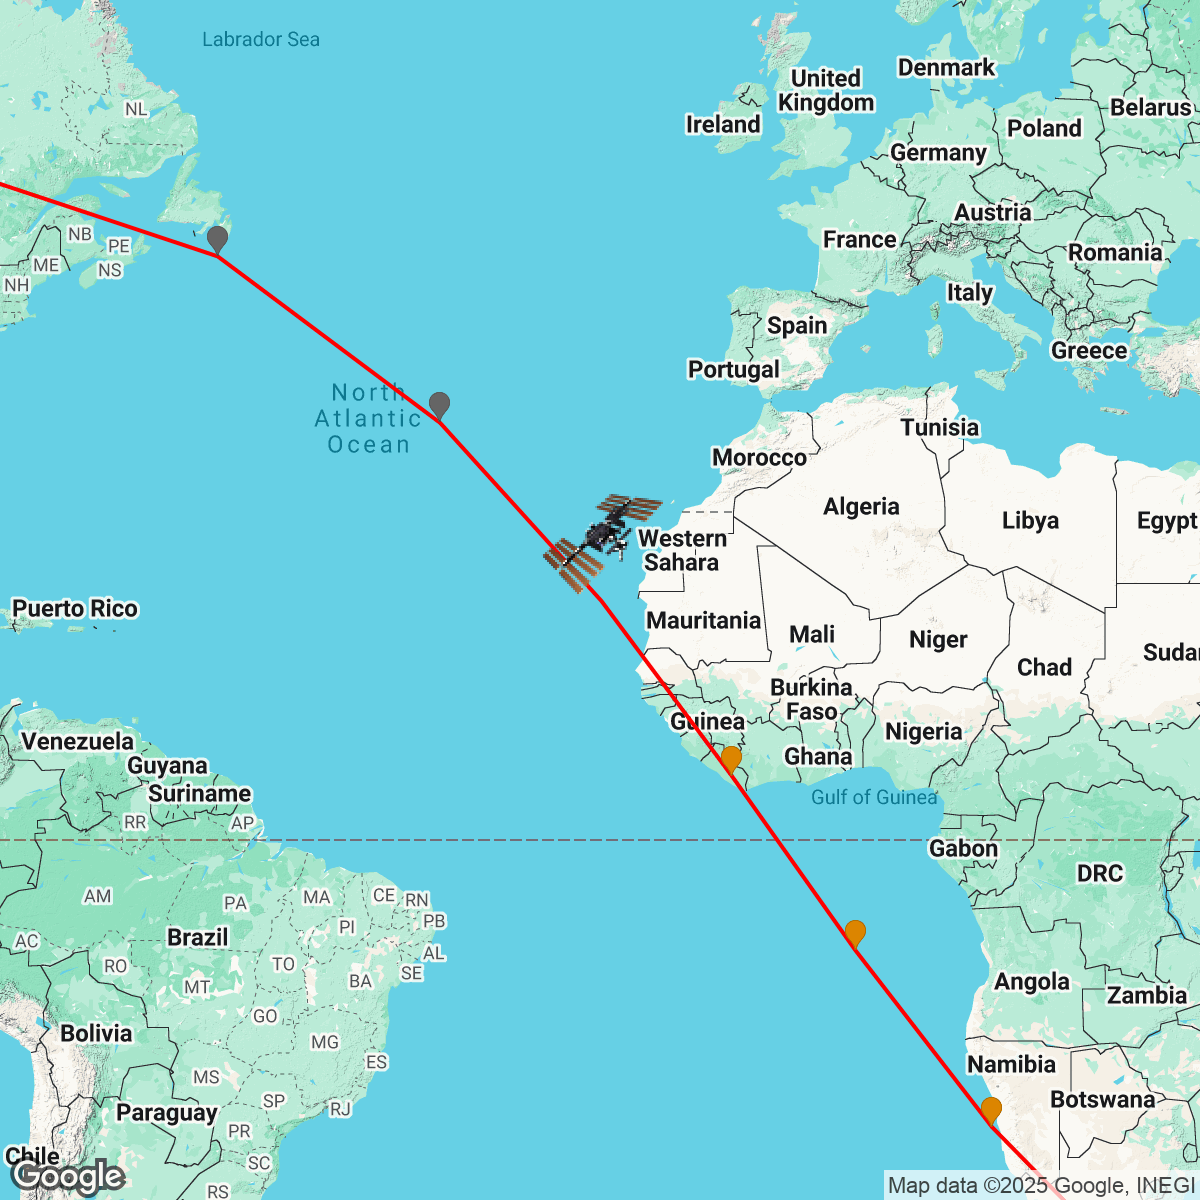 Labrador Sea
NL
United
Kingdom
Denmark
Belarus
Ireland
Poland
Germany
Austria
NB
PE
ME
NS
NH
France
Romania
Italy
Spain
Greece
Portugal
North
Atlantic
Ocean
Tunisia
Morocco
Algeria
Libya
Egypt
Western
Sahara
Puerto Rico
Mauritania
Mali
Niger
Chad
Sudan
Burkina
Faso
Guinea
Nigeria
Ghana
Venezuela
Guyana
Suriname
Gulf of Guinea
RR
AP
Gabon
DRC
AM
PA
MA
CE
RN
PB
PI
AL
SE
AC
Brazil
RO
TO
BA
MT
Angola
Zambia
GO
Bolivia
MG
ES
Namibia
MS
Botswana
SP
RJ
Paraguay
PR
Chile
SC
RS
Google
Map data ©2025 Google, INEGI